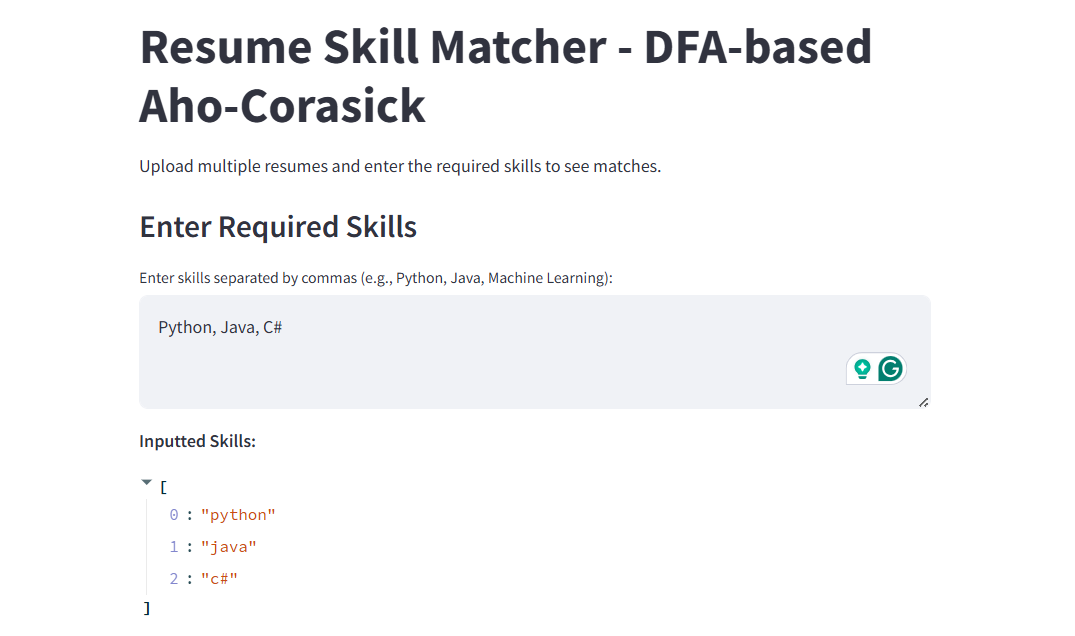 Resume Skill Matcher - DFA-based
Aho-Corasick
Upload multiple resumes and enter the required skills to see matches.
Enter Required Skills
Enter skills separated by commas (e.g., Python, Java, Machine Learning):
Python, Java, C#
Inputted Skills:
[
0 : "python"
1 : "java"
2 : "c#"
]